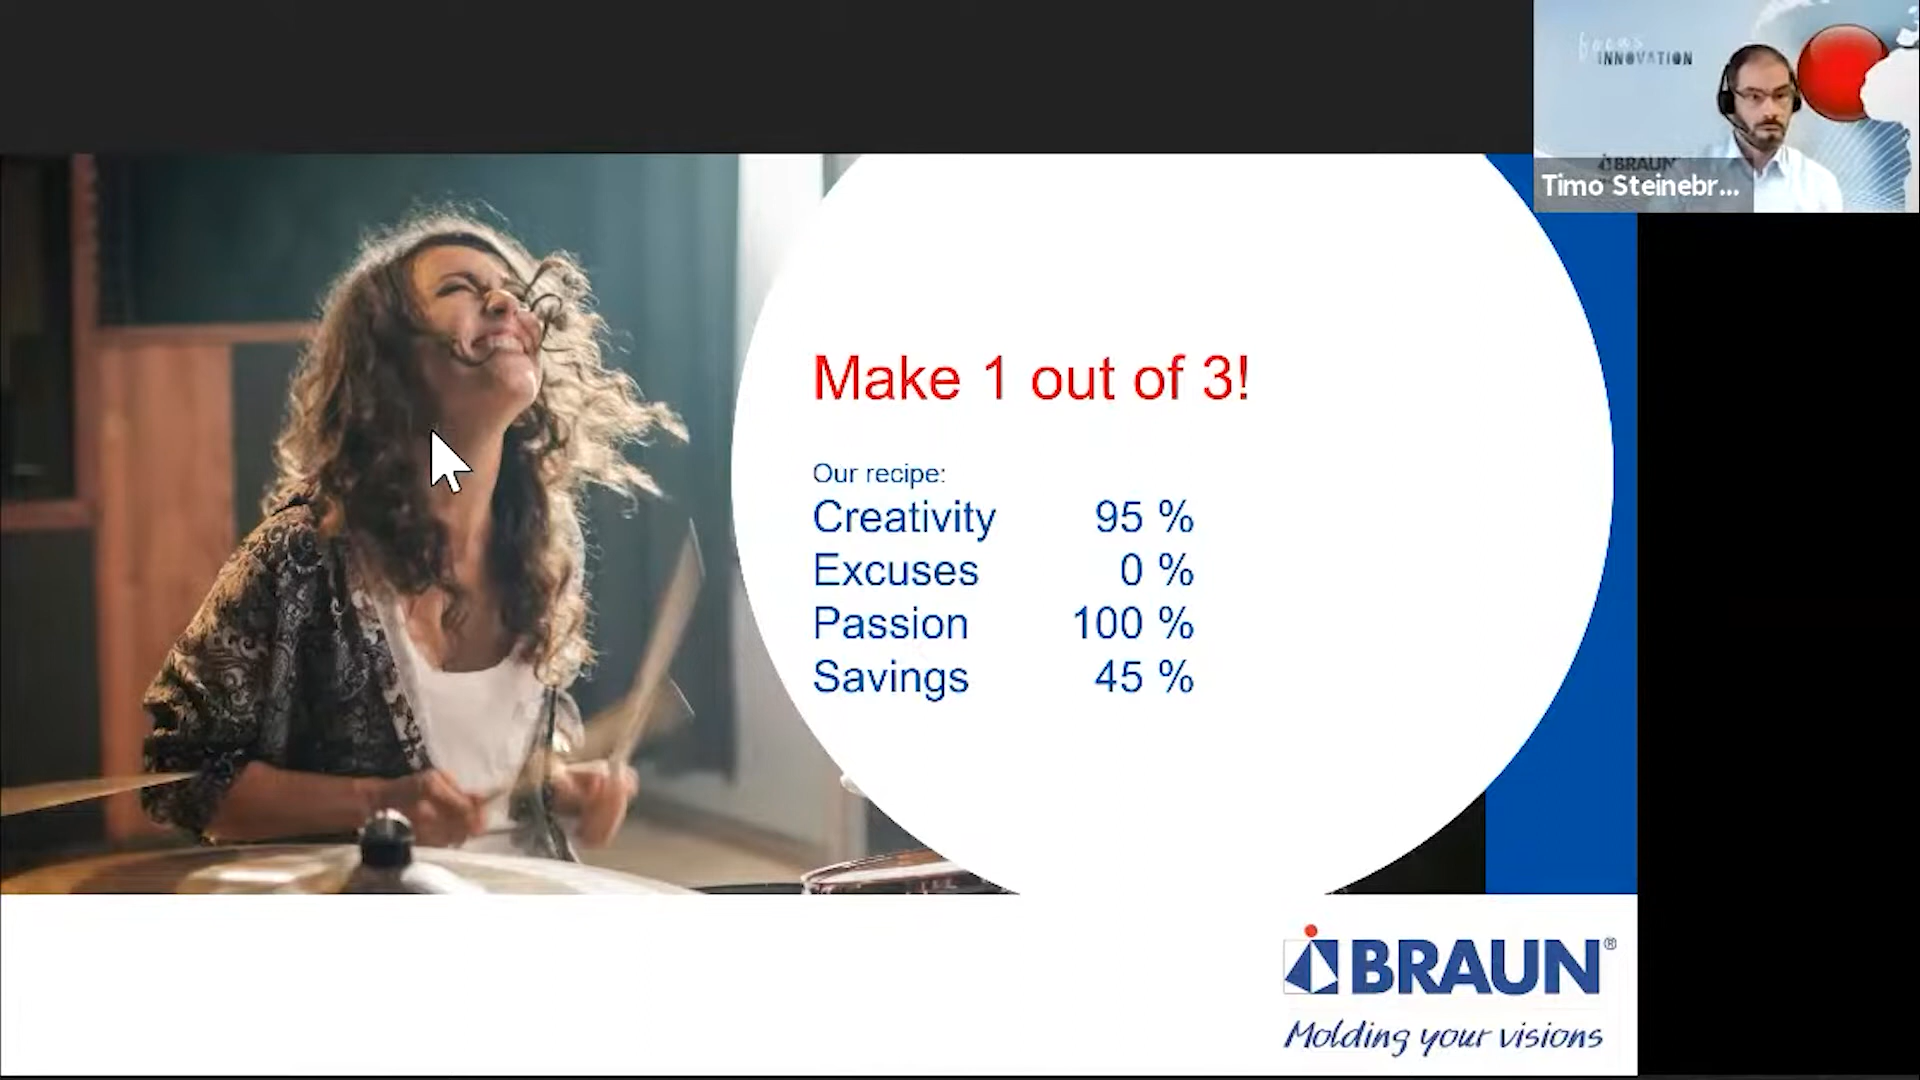 focus
INNOVATION
BRAUN
Timo Steinebr...
Make 1 out of 3!
Our recipe:
Creativity 95 %
Excuses 0 %
Passion 100 %
Savings 45 %
BRAUN®
Molding your visions